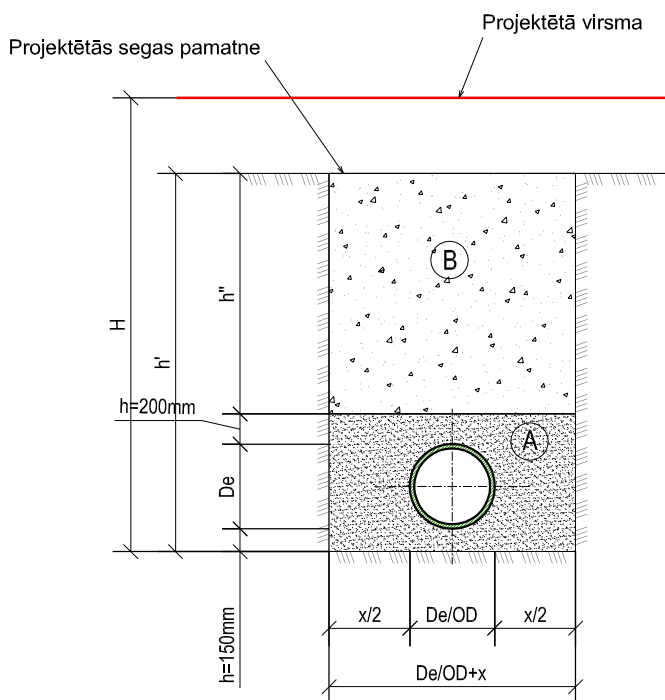 Projektētā virsma
Projektētās segas pamatne
B
H
h'
h"
h=200mm
A
De
h=150mm
x/2
De/OD
x/2
De/OD+x